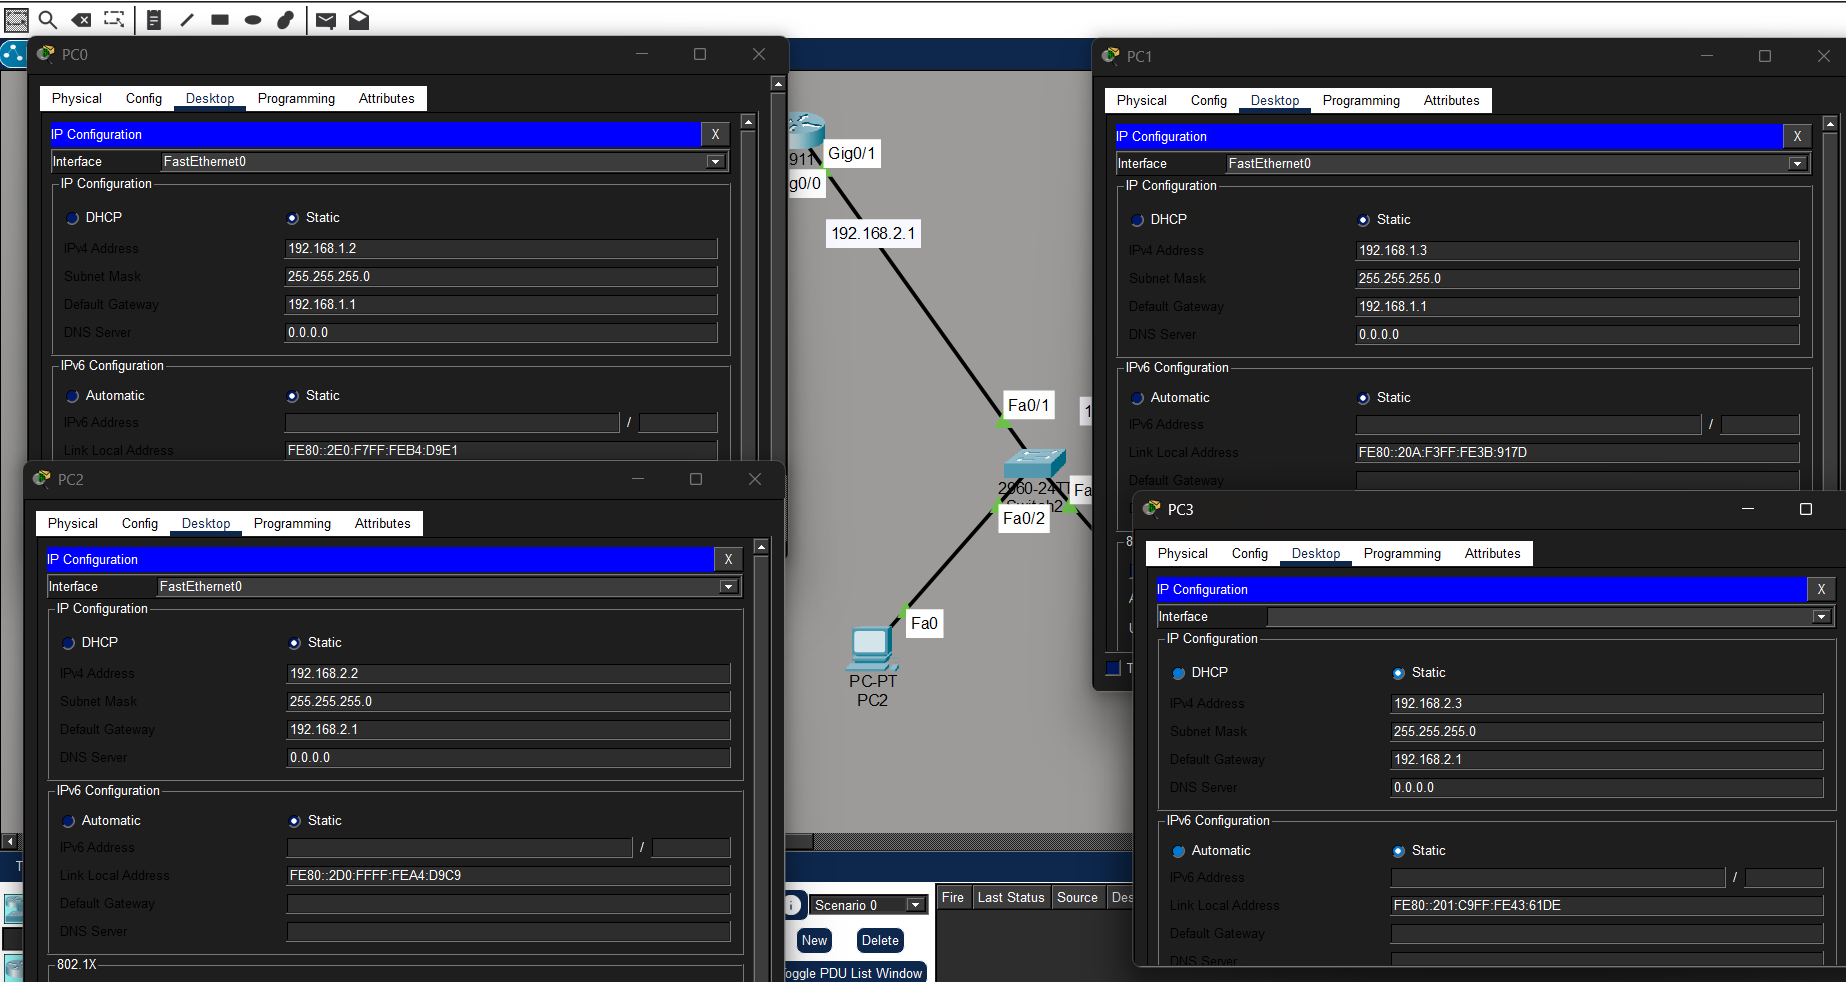 PC0
Physical Config Desktop Programming Attributes
IP Configuration X
Interface FastEthernet0
IP Configuration
DHCP Static
IPv4 Address 192.168.1.2
Subnet Mask 255.255.255.0
Default Gateway 192.168.1.1
DNS Server 0.0.0.0
IPv6 Configuration
Automatic Static
IPv6 Address /
Link Local Address FE80::2E0:F7FF:FEB4:D9E1
PC1
Physical Config Desktop Programming Attributes
IP Configuration X
Interface FastEthernet0
IP Configuration
DHCP Static
IPv4 Address 192.168.1.3
Subnet Mask 255.255.255.0
Default Gateway 192.168.1.1
DNS Server 0.0.0.0
IPv6 Configuration
Automatic Static
IPv6 Address /
Link Local Address FE80::20A:F3FF:FE3B:917D
Default Gateway
911
Gig0/1
g0/0
192.168.2.1
Fa0/1
1
2960-24TT
Switch2
Fa
Fa0/2
Fa0
PC-PT
PC2
PC2
Physical Config Desktop Programming Attributes
IP Configuration X
Interface FastEthernet0
IP Configuration
DHCP Static
IPv4 Address 192.168.2.2
Subnet Mask 255.255.255.0
Default Gateway 192.168.2.1
DNS Server 0.0.0.0
IPv6 Configuration
Automatic Static
IPv6 Address /
Link Local Address FE80::2D0:FFFF:FEA4:D9C9
Default Gateway
DNS Server
802.1X
PC3
Physical Config Desktop Programming Attributes
IP Configuration X
Interface
IP Configuration
DHCP Static
IPv4 Address 192.168.2.3
Subnet Mask 255.255.255.0
Default Gateway 192.168.2.1
DNS Server 0.0.0.0
IPv6 Configuration
Automatic Static
IPv6 Address /
Link Local Address FE80::201:C9FF:FE43:61DE
Default Gateway
DNS Server
Scenario 0
New Delete
oggle PDU List Window
Fire Last Status Source Des